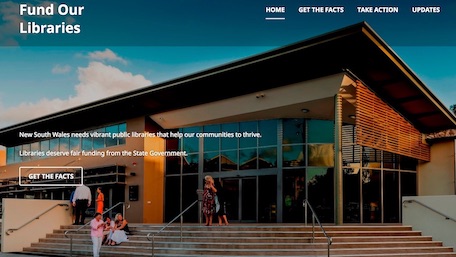 Fund Our
Libraries
HOME GET THE FACTS TAKE ACTION UPDATES
New South Wales needs vibrant public libraries that help our communities to thrive.
Libraries deserve fair funding from the State Government.
GET THE FACTS